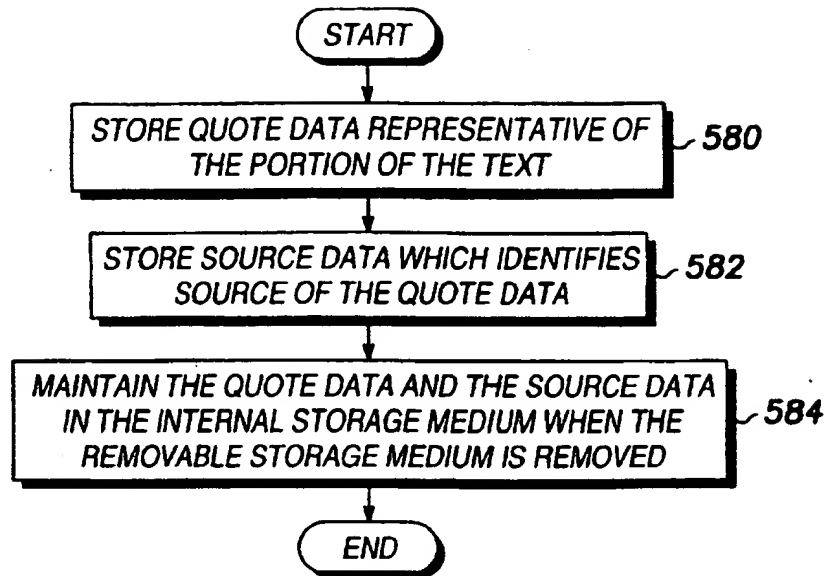 START
STORE QUOTE DATA REPRESENTATIVE OF
THE PORTION OF THE TEXT
580
STORE SOURCE DATA WHICH IDENTIFIES
SOURCE OF THE QUOTE DATA
582
MAINTAIN THE QUOTE DATA AND THE SOURCE DATA
IN THE INTERNAL STORAGE MEDIUM WHEN THE
REMOVABLE STORAGE MEDIUM IS REMOVED
584
END